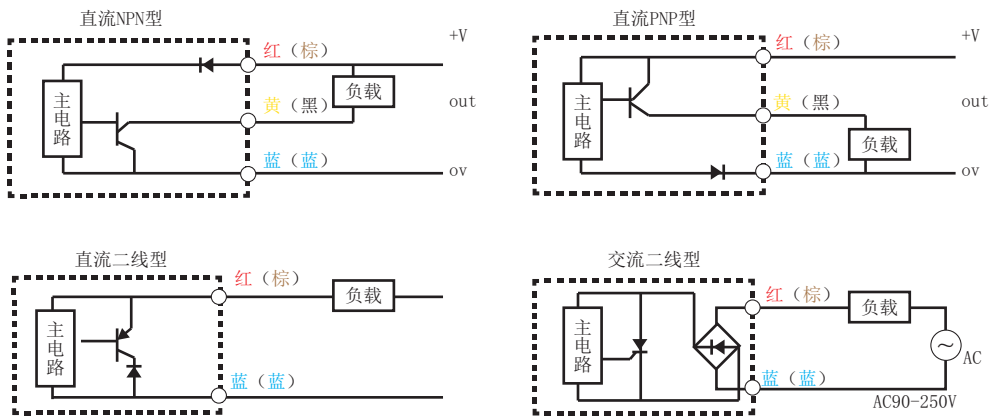 直流NPN型
+V
红（棕）
负载
黄（黑）
out
主电路
蓝（蓝）
ov
直流PNP型
+V
红（棕）
黄（黑）
out
主电路
负载
蓝（蓝）
ov
直流二线型
红（棕）
负载
主电路
蓝（蓝）
交流二线型
红（棕）
负载
主电路
~
AC
蓝（蓝）
AC90-250V